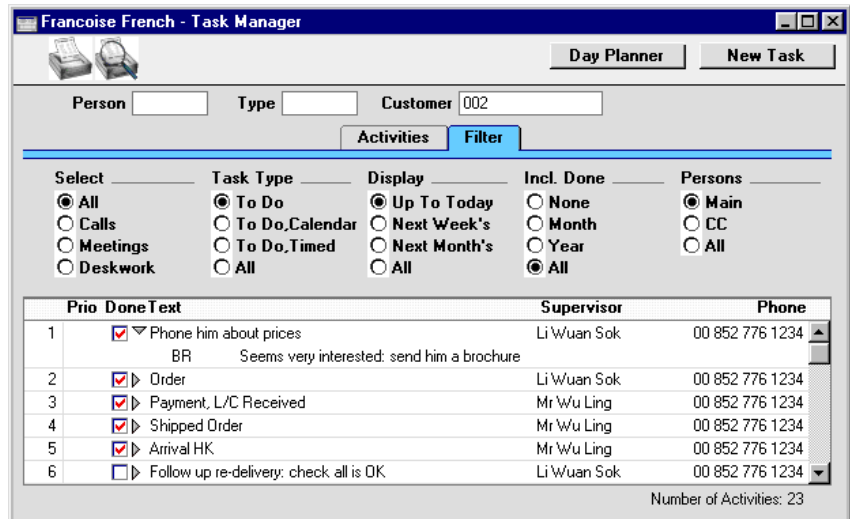 Francoise French - Task Manager
Day Planner New Task
Person Type Customer 002
Activities Filter
Select Task Type Display Incl. Done Persons
All To Do Up To Today None Main
Calls To Do,Calendar Next Week's Month CC
Meetings To Do,Timed Next Month's Year All
Deskwork All All All
Prio Done Text Supervisor Phone
1 Phone him about prices Li Wuan Sok 00 852 776 1234
BR Seems very interested: send him a brochure
2 Order Li Wuan Sok 00 852 776 1234
3 Payment, L/C Received Mr Wu Ling 00 852 776 1234
4 Shipped Order Mr Wu Ling 00 852 776 1234
5 Arrival HK Mr Wu Ling 00 852 776 1234
6 Follow up re-delivery: check all is OK Li Wuan Sok 00 852 776 1234
Number of Activities: 23